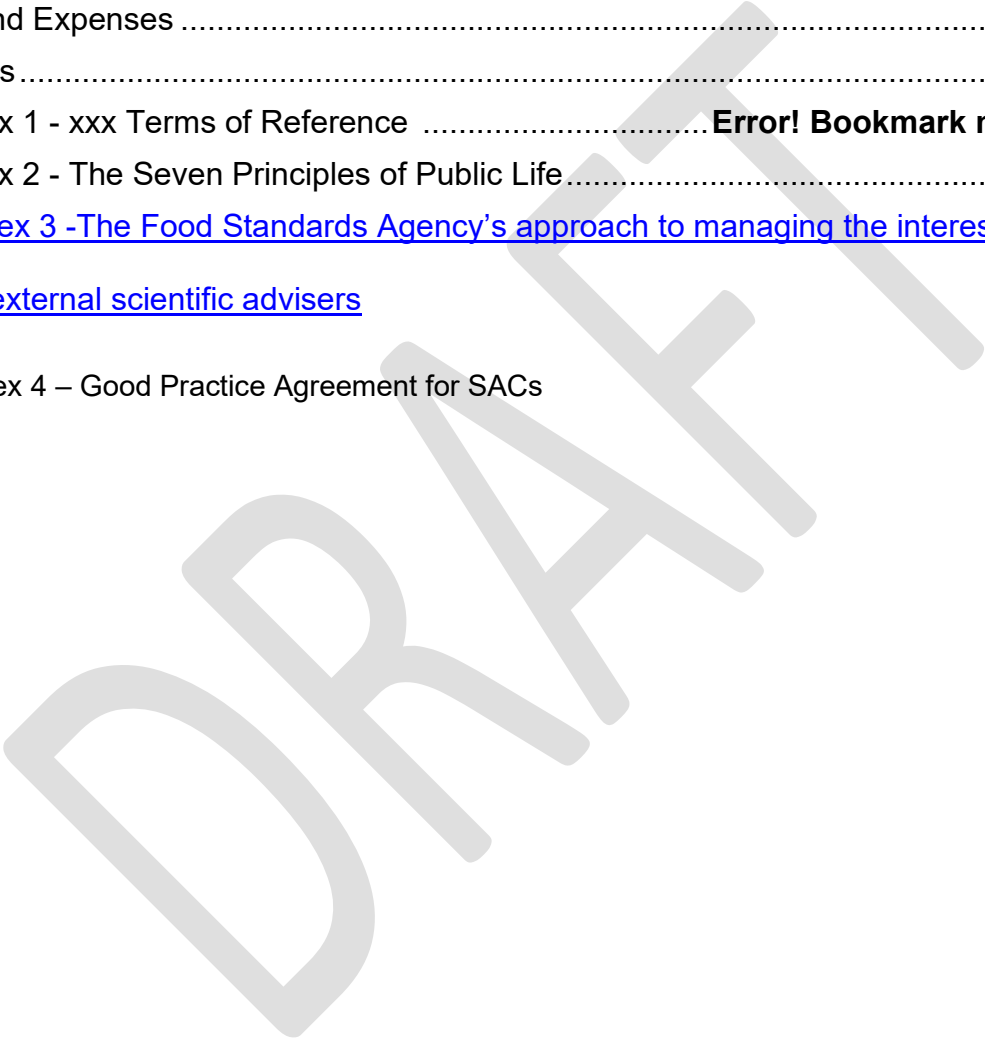 nd Expenses ........................................................................................................
s ...........................................................................................................................
x 1 - xxx Terms of Reference .................................. Error! Bookmark n
x 2 - The Seven Principles of Public Life ......................................................
ex 3 -The Food Standards Agency’s approach to managing the interes
external scientific advisers
ex 4 – Good Practice Agreement for SACs
DRAFT